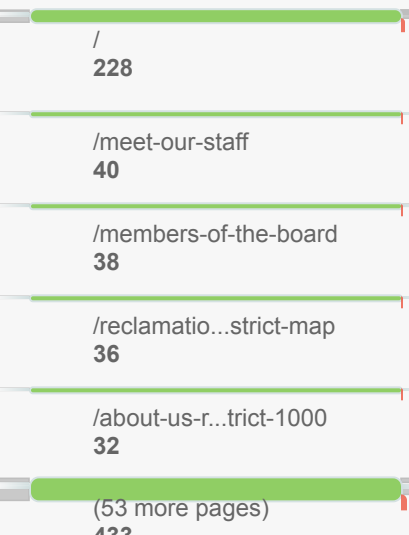 /
228
/meet-our-staff
40
/members-of-the-board
38
/reclamatio...strict-map
36
/about-us-r...trict-1000
32
(53 more pages)
433